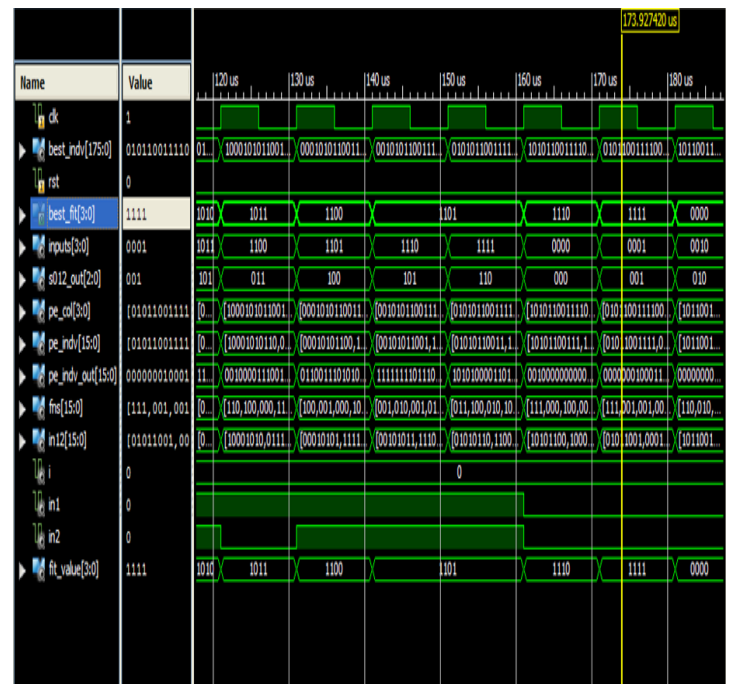 173.927420 us
Name Value |120 us |130 us |140 us |150 us |160 us |170 us |180 us
clk 1
best_indv[175:0] 01011001110 01... 1000101011001... 0001010110011... 001010110011... 0101011001111... 1010110011110... 010110011100... 10110011...
rst 0
best_fit[3:0] 1111 1010 1011 1100 1101 1110 1111 0000
inputs[3:0] 0001 1011 1100 1101 1110 1111 0000 0001 0010
s012_out[2:0] 001 101 011 100 101 110 000 001 010
pe_col[3:0] [01011001111 [0... [1000101011001... [0001010110011... [0010101100111... [0101011001111... [1010110011110... [010110011100... [1011001...
pe_indv[15:0] [01011001111 [0... [10001010110,0... [00010101100,1... [00101011001,1... [01010110011,1... [10101100111,1... [01011001111,0... [1011001...
pe_indv_out[15:0] 000000010001 11... 0010000111001... 0110011101010... 1111111101110... 1010100001101... 0010000000000... 0000000100011... 00000000...
fns[15:0] [111,001,001 [0... [110,100,000,11... [100,001,000,10... [001,010,001,01... [011,100,010,10... [111,000,100,00... [111,001,001,00... [110,010,...
in12[15:0] [01011001,00 [0... [10001010,0111... [00010101,1111... [00101011,1110... [01010110,1100... [10101100,1000... [01011001,0001... [1011001...
i 0 0
in1 0
in2 0
fit_value[3:0] 1111 1010 1011 1100 1101 1110 1111 0000